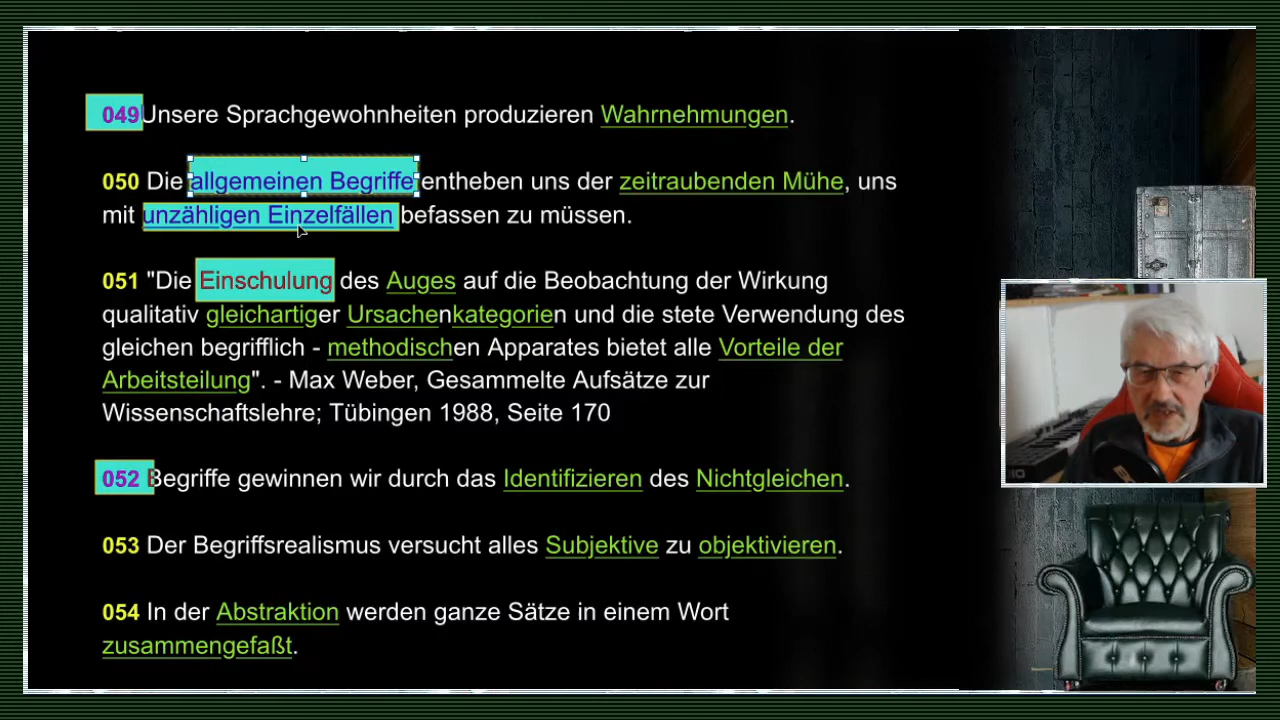 049 Unsere Sprachgewohnheiten produzieren Wahrnehmungen.
050 Die allgemeinen Begriffe entheben uns der zeitraubenden Mühe, uns
mit unzähligen Einzelfällen befassen zu müssen.
051 "Die Einschulung des Auges auf die Beobachtung der Wirkung
qualitativ gleichartiger Ursachenkategorien und die stete Verwendung des
gleichen begrifflich - methodischen Apparates bietet alle Vorteile der
Arbeitsteilung". - Max Weber, Gesammelte Aufsätze zur
Wissenschaftslehre; Tübingen 1988, Seite 170
052 Begriffe gewinnen wir durch das Identifizieren des Nichtgleichen.
053 Der Begriffsrealismus versucht alles Subjektive zu objektivieren.
054 In der Abstraktion werden ganze Sätze in einem Wort
zusammengefaßt.